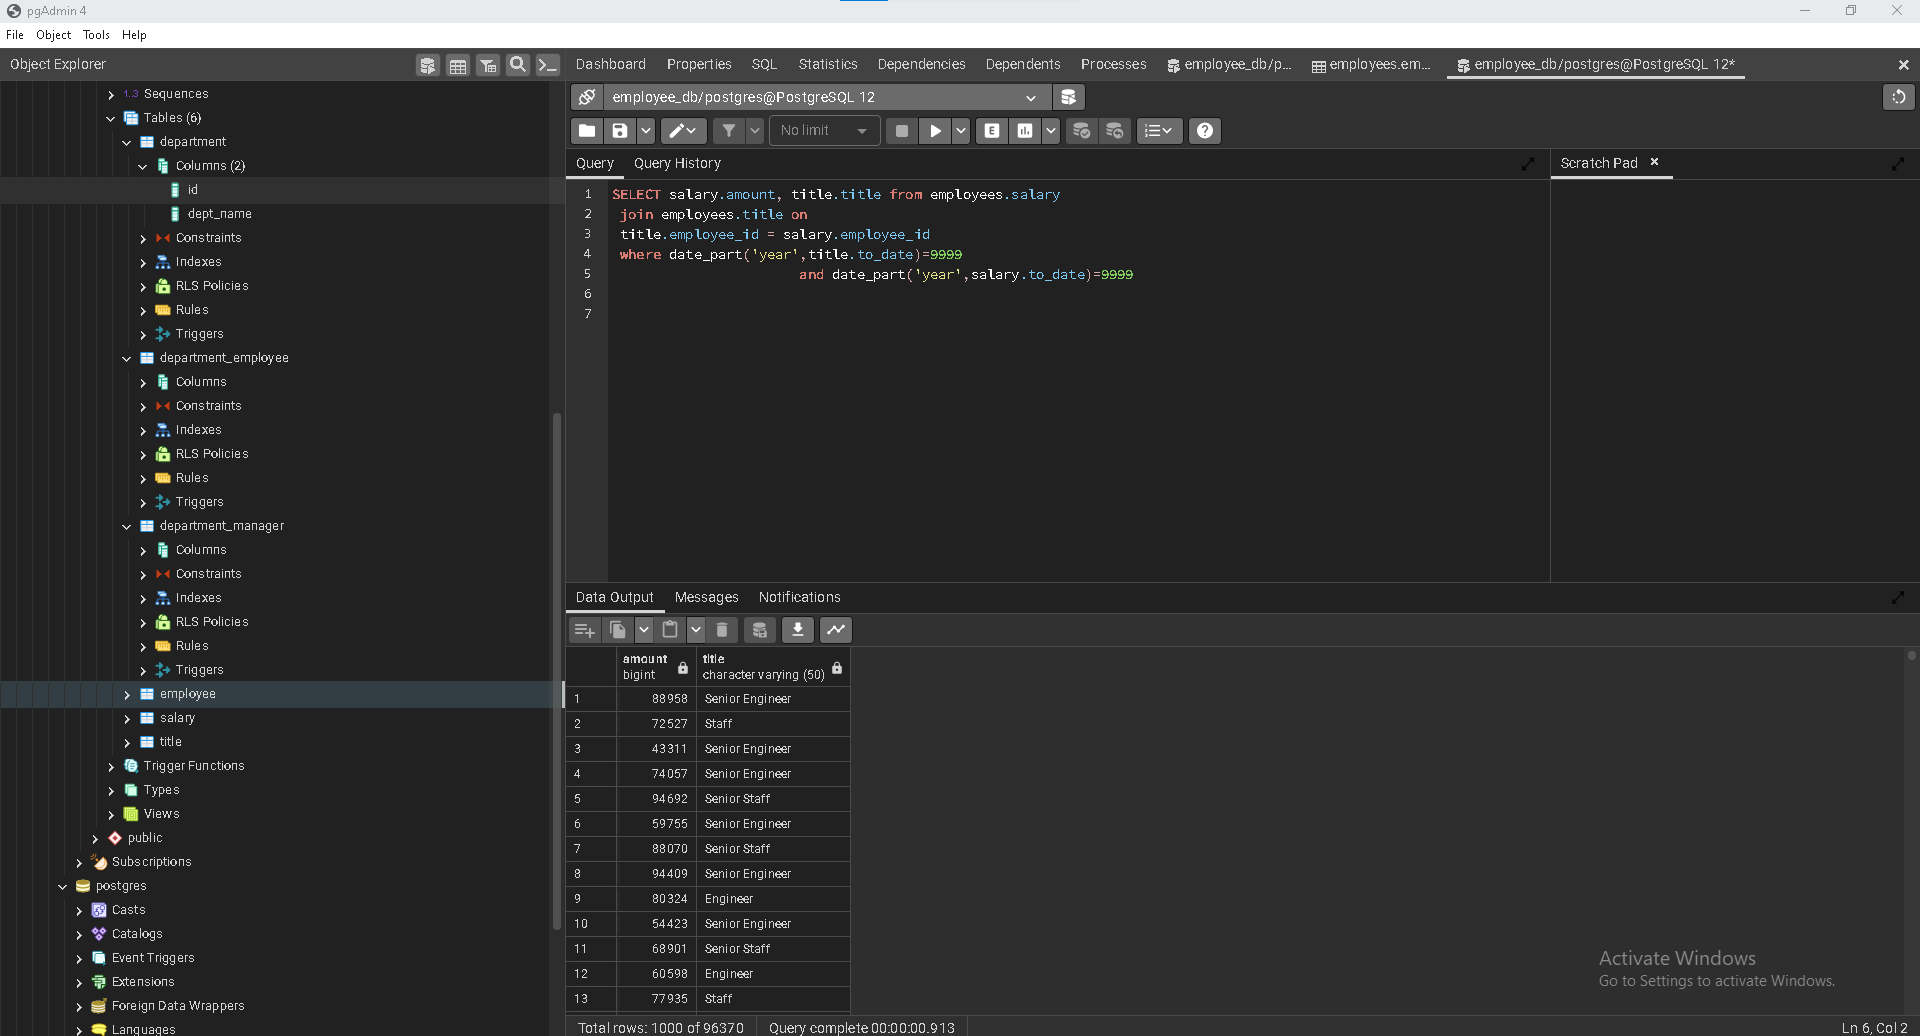 pgAdmin 4
File Object Tools Help
Object Explorer
Dashboard Properties SQL Statistics Dependencies Dependents Processes employee_db/p... employees.em... employee_db/postgres@PostgreSQL 12*
1.3 Sequences
Tables (6)
department
Columns (2)
id
dept_name
Constraints
Indexes
RLS Policies
Rules
Triggers
department_employee
Columns
Constraints
Indexes
RLS Policies
Rules
Triggers
department_manager
Columns
Constraints
Indexes
RLS Policies
Rules
Triggers
employee
salary
title
Trigger Functions
Types
Views
public
Subscriptions
postgres
Casts
Catalogs
Event Triggers
Extensions
Foreign Data Wrappers
Languages
employee_db/postgres@PostgreSQL 12
No limit
E
Query Query History
Scratch Pad
1 SELECT salary.amount, title.title from employees.salary
2 join employees.title on
3 title.employee_id = salary.employee_id
4 where date_part('year',title.to_date)=9999
5 and date_part('year',salary.to_date)=9999
6
7
Data Output Messages Notifications
amount bigint
title character varying (50)
1 88958 Senior Engineer
2 72527 Staff
3 43311 Senior Engineer
4 74057 Senior Engineer
5 94692 Senior Staff
6 59755 Senior Engineer
7 88070 Senior Staff
8 94409 Senior Engineer
9 80324 Engineer
10 54423 Senior Engineer
11 68901 Senior Staff
12 60598 Engineer
13 77935 Staff
Activate Windows
Go to Settings to activate Windows.
Total rows: 1000 of 96370 Query complete 00:00:00.913 Ln 6, Col 2